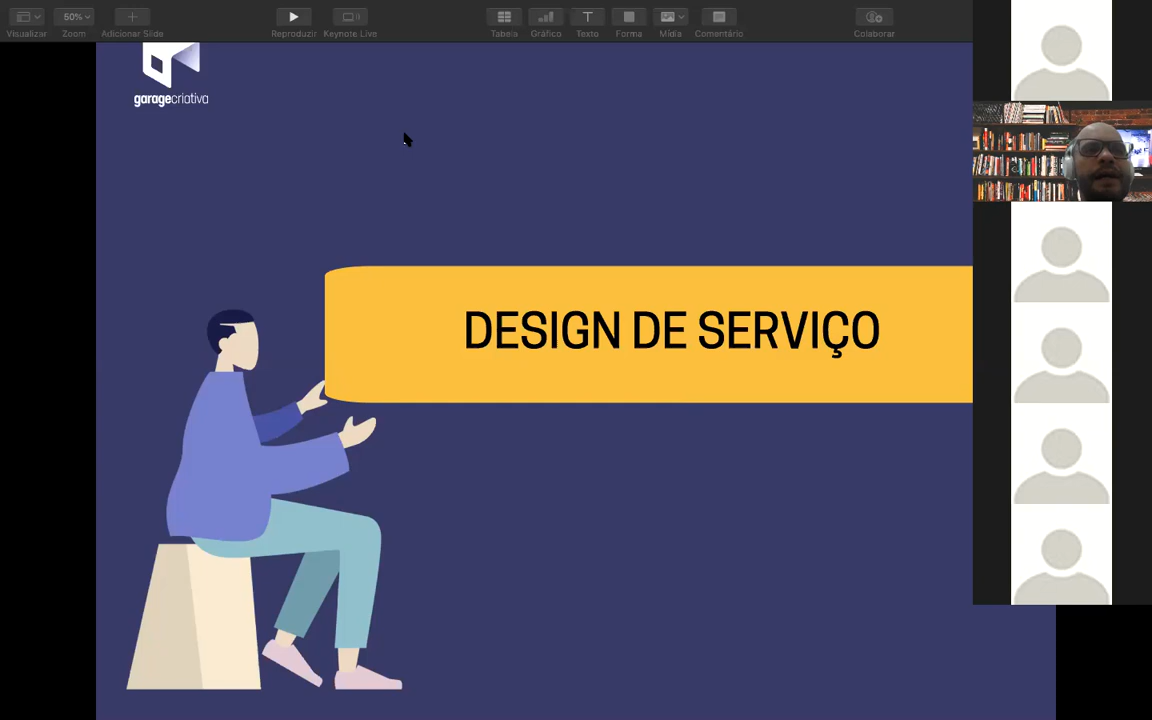 50%
Visualizar
Zoom
Adicionar Slide
Reproduzir
Keynote Live
Tabela
Gráfico
T
Texto
Forma
Mídia
Comentário
Colaborar
garagecriativa
DESIGN DE SERVIÇO